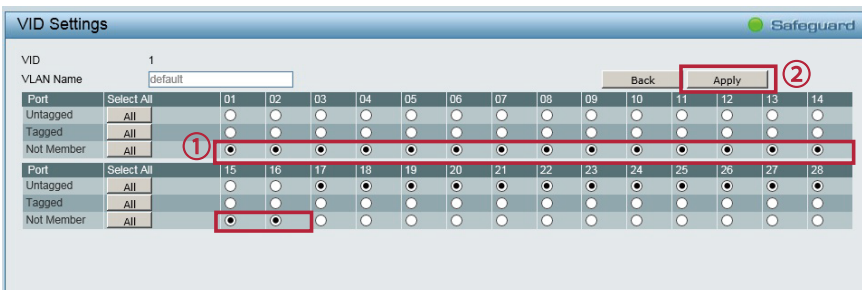 VID Settings
Safeguard
VID 1
VLAN Name default
Back Apply ②
Port Select All 01 02 03 04 05 06 07 08 09 10 11 12 13 14
Untagged All
Tagged All
Not Member All ①
Port Select All 15 16 17 18 19 20 21 22 23 24 25 26 27 28
Untagged All
Tagged All
Not Member All